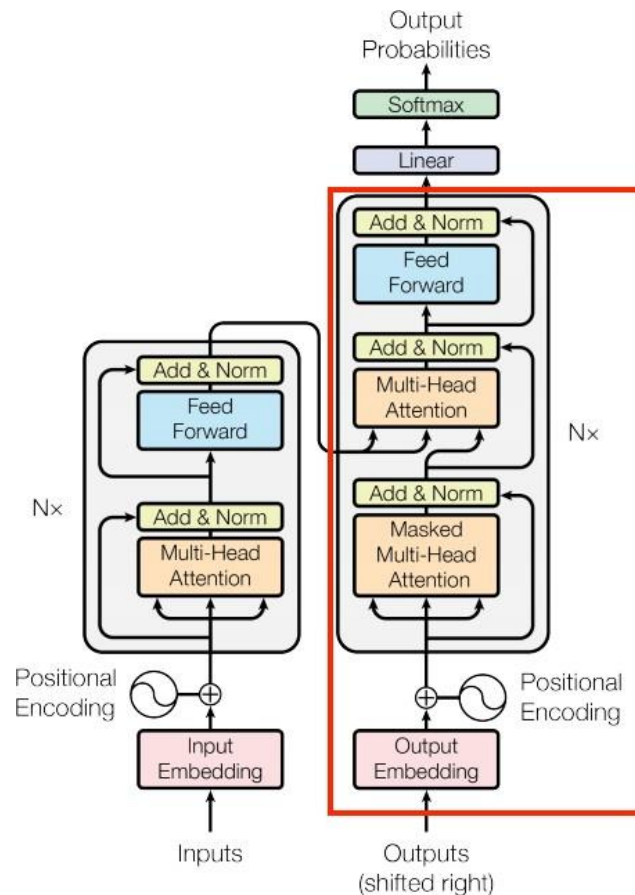 Output
Probabilities
Softmax
Linear
Add & Norm
Feed
Forward
Add & Norm
Multi-Head
Attention
Nx
Add & Norm
Masked
Multi-Head
Attention
Positional
Encoding
Output
Embedding
Outputs
(shifted right)
Add & Norm
Feed
Forward
Nx
Add & Norm
Multi-Head
Attention
Positional
Encoding
Input
Embedding
Inputs